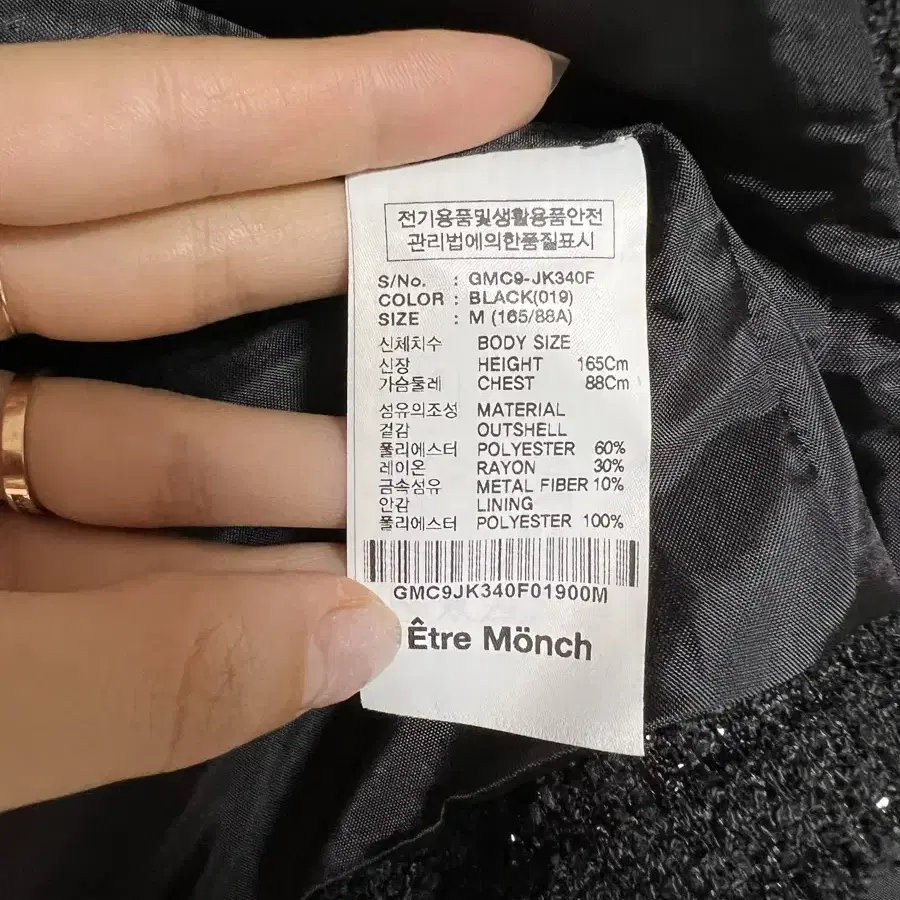 전기용품및생활용품안전
관리법에의한품질표시
S/No. : GMC9-JK340F
COLOR : BLACK(019)
SIZE : M (165/88A)
신체치수 BODY SIZE
신장 HEIGHT 165Cm
가슴둘레 CHEST 88Cm
섬유의조성 MATERIAL
겉감 OUTSHELL
폴리에스터 POLYESTER 60%
레이온 RAYON 30%
금속섬유 METAL FIBER 10%
안감 LINING
폴리에스터 POLYESTER 100%
GMC9JK340F01900M
Être Mönch